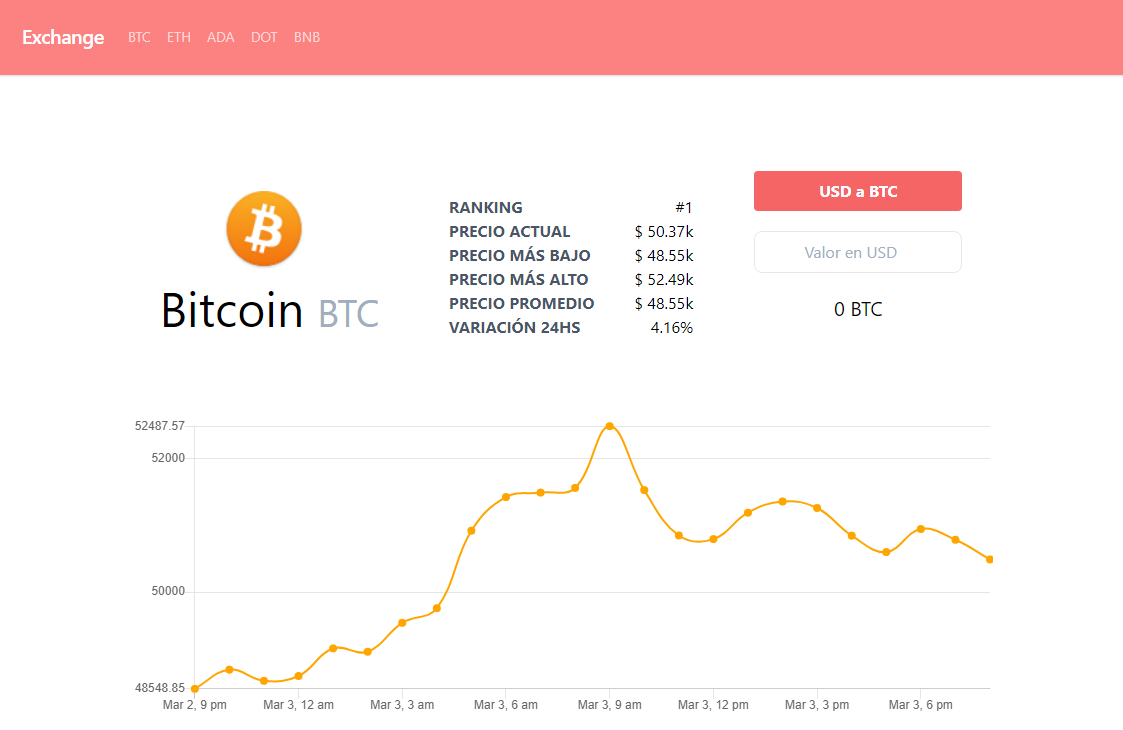 Exchange BTC ETH ADA DOT BNB
Bitcoin BTC
RANKING #1
PRECIO ACTUAL $ 50.37k
PRECIO MÁS BAJO $ 48.55k
PRECIO MÁS ALTO $ 52.49k
PRECIO PROMEDIO $ 48.55k
VARIACIÓN 24HS 4.16%
USD a BTC
Valor en USD
0 BTC
52487.57
52000
50000
48548.85
Mar 2, 9 pm Mar 3, 12 am Mar 3, 3 am Mar 3, 6 am Mar 3, 9 am Mar 3, 12 pm Mar 3, 3 pm Mar 3, 6 pm